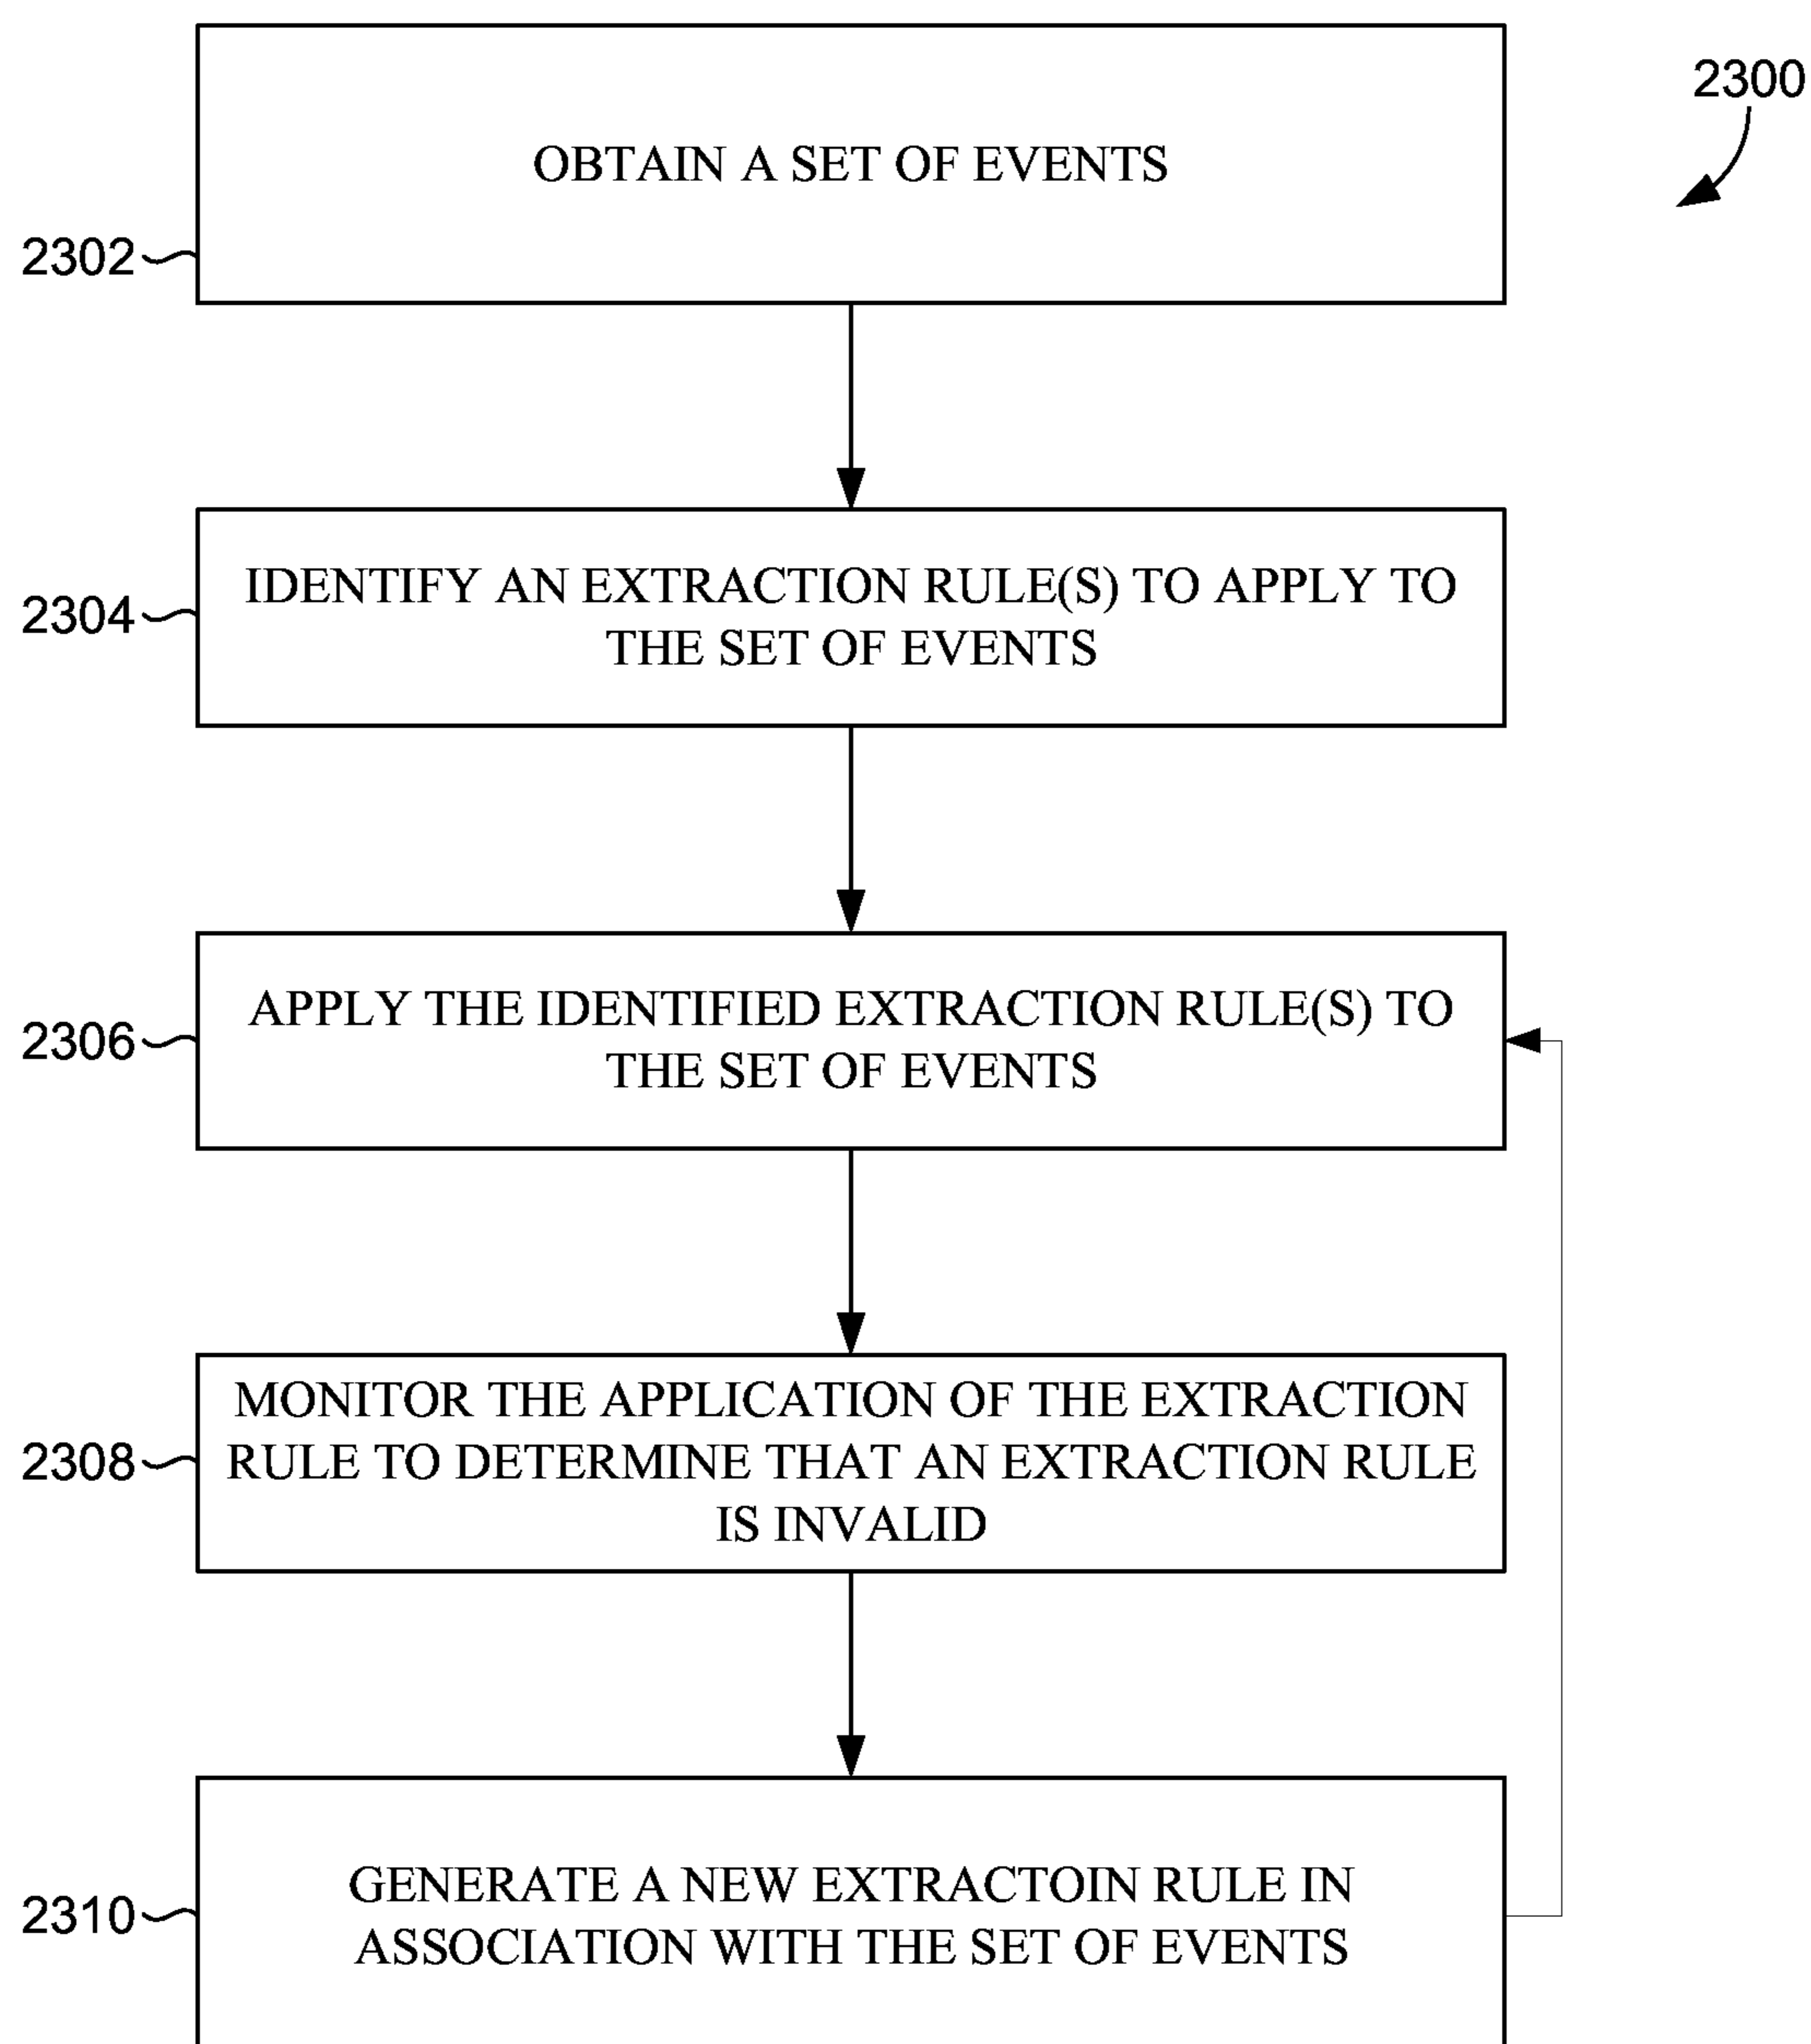 2300
OBTAIN A SET OF EVENTS
2302
IDENTIFY AN EXTRACTION RULE(S) TO APPLY TO
THE SET OF EVENTS
2304
APPLY THE IDENTIFIED EXTRACTION RULE(S) TO
THE SET OF EVENTS
2306
MONITOR THE APPLICATION OF THE EXTRACTION
RULE TO DETERMINE THAT AN EXTRACTION RULE
IS INVALID
2308
GENERATE A NEW EXTRACTOIN RULE IN
ASSOCIATION WITH THE SET OF EVENTS
2310